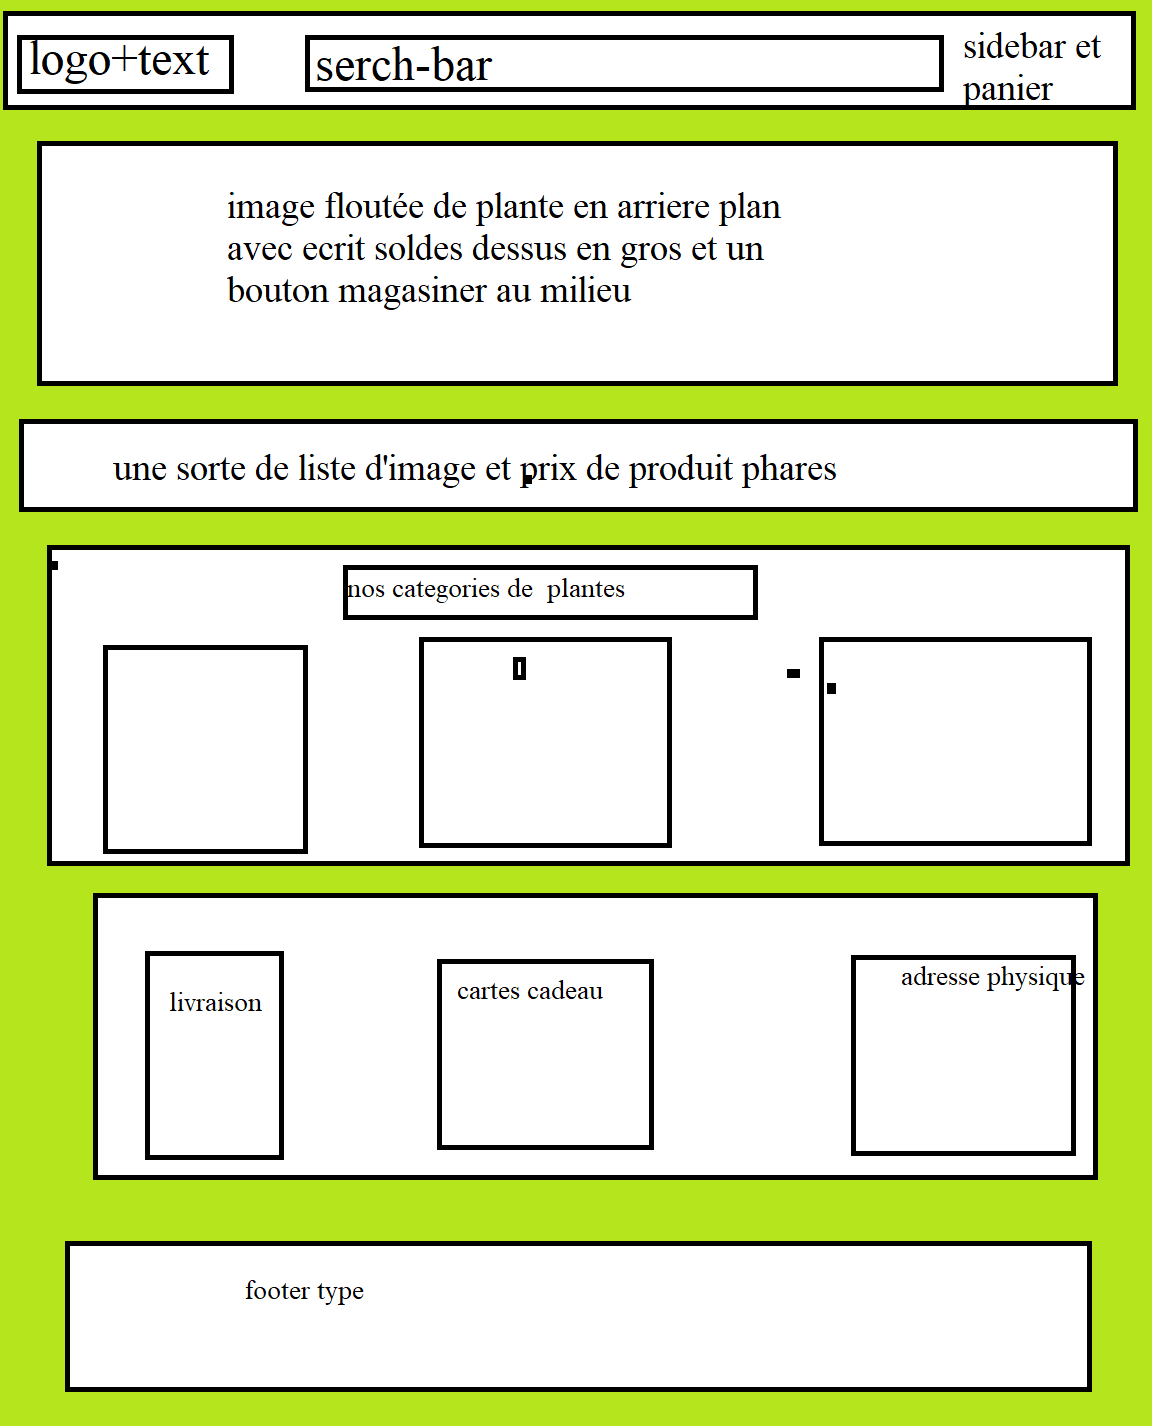 logo+text
serch-bar
sidebar et
panier
image floutée de plante en arriere plan
avec ecrit soldes dessus en gros et un
bouton magasiner au milieu
une sorte de liste d'image et prix de produit phares
nos categories de  plantes
livraison
cartes cadeau
adresse physique
footer type